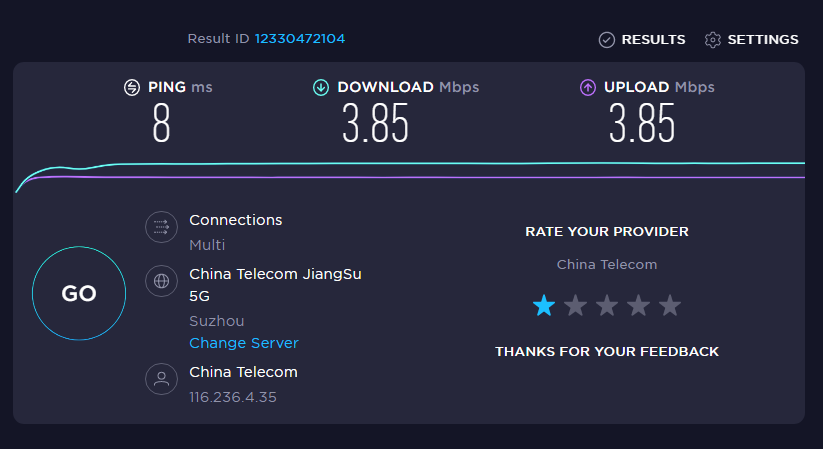 Result ID 12330472104
RESULTS
SETTINGS
PING ms
DOWNLOAD Mbps
UPLOAD Mbps
8
3.85
3.85
Connections
Multi
GO
China Telecom JiangSu
5G
Suzhou
Change Server
China Telecom
116.236.4.35
RATE YOUR PROVIDER
China Telecom
THANKS FOR YOUR FEEDBACK